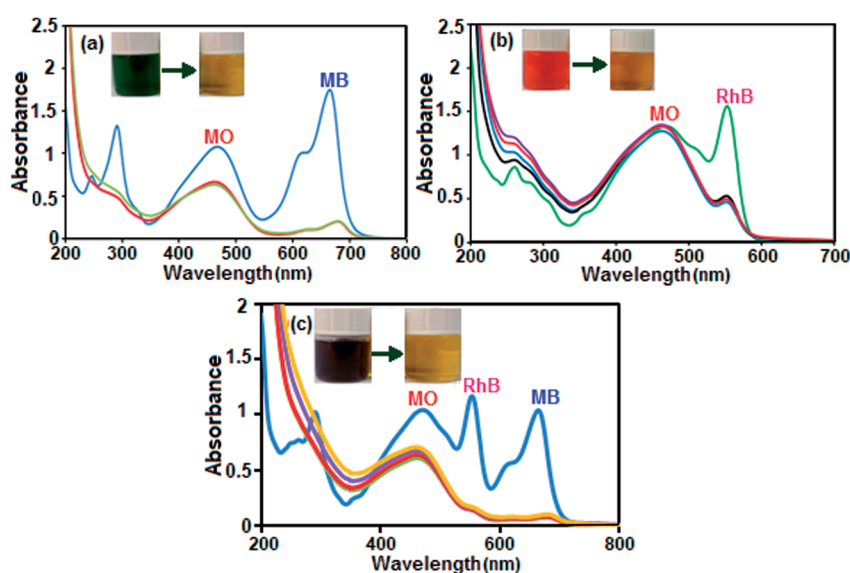 (a)
MO
MB
Absorbance
2.5
2
1.5
1
0.5
0
200 300 400 500 600 700 800
Wavelength(nm)
(b)
MO
RhB
Absorbance
2.5
2
1.5
1
0.5
0
200 300 400 500 600 700
Wavelength(nm)
(c)
MO
RhB
MB
Absorbance
2
1.5
1
0.5
0
200 400 600 800
Wavelength(nm)